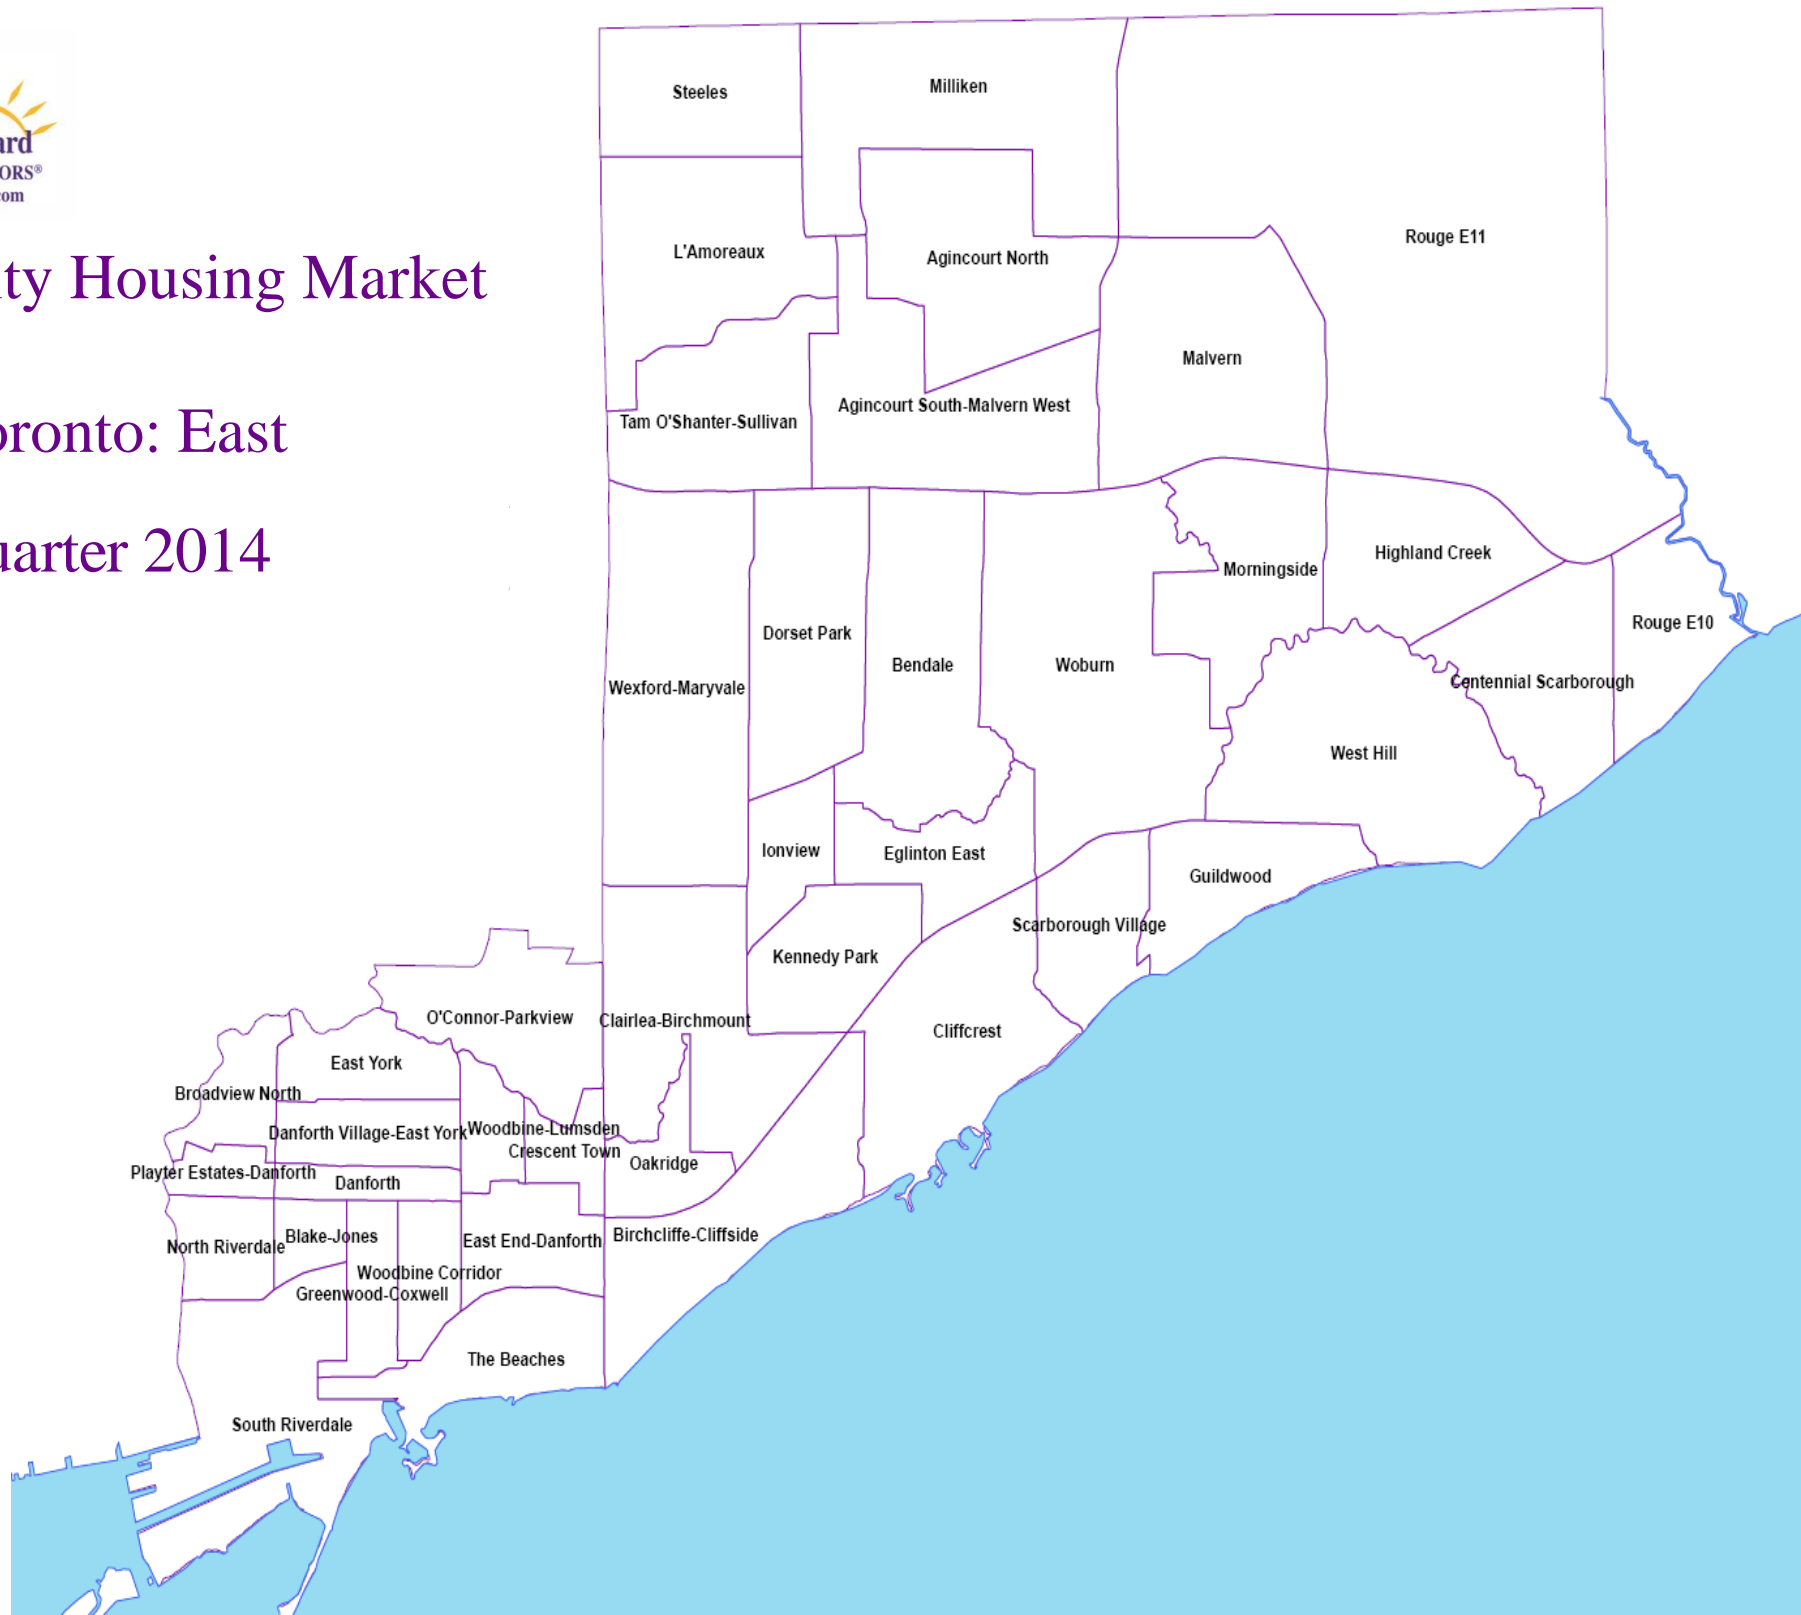 ard
ORS®
com
ty Housing Market
oronto: East
uarter 2014
Steeles
Milliken
L'Amoreaux
Agincourt North
Rouge E11
Malvern
Tam O'Shanter-Sullivan
Agincourt South-Malvern West
Highland Creek
Morningside
Rouge E10
Dorset Park
Bendale
Woburn
Wexford-Maryvale
Centennial Scarborough
West Hill
Ionview
Eglinton East
Guildwood
Scarborough Village
Kennedy Park
O'Connor-Parkview
Clairlea-Birchmount
Cliffcrest
East York
Broadview North
Danforth Village-East York
Woodbine-Lumsden
Crescent Town
Oakridge
Playter Estates-Danforth
Danforth
North Riverdale
Blake-Jones
East End-Danforth
Birchcliffe-Cliffside
Woodbine Corridor
Greenwood-Coxwell
The Beaches
South Riverdale